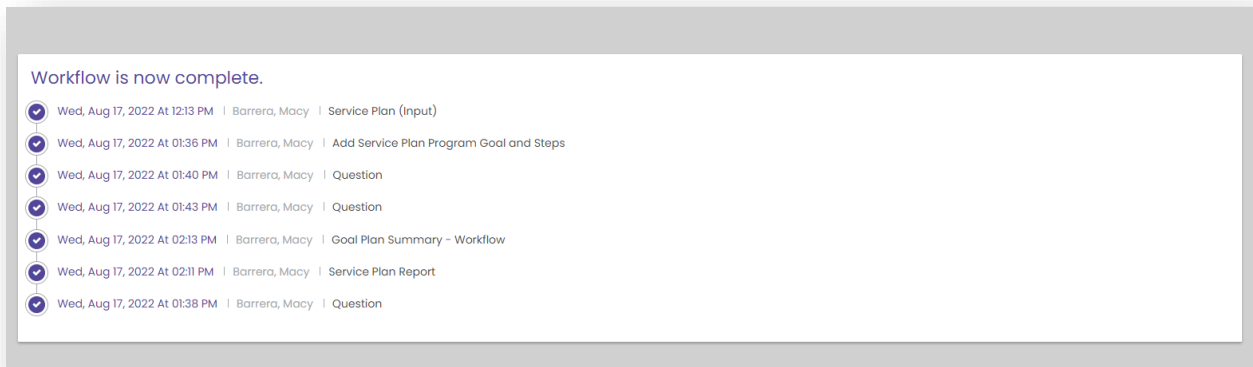 Workflow is now complete.
Wed, Aug 17, 2022 At 12:13 PM | Barrera, Macy | Service Plan (Input)
Wed, Aug 17, 2022 At 01:36 PM | Barrera, Macy | Add Service Plan Program Goal and Steps
Wed, Aug 17, 2022 At 01:40 PM | Barrera, Macy | Question
Wed, Aug 17, 2022 At 01:43 PM | Barrera, Macy | Question
Wed, Aug 17, 2022 At 02:13 PM | Barrera, Macy | Goal Plan Summary - Workflow
Wed, Aug 17, 2022 At 02:11 PM | Barrera, Macy | Service Plan Report
Wed, Aug 17, 2022 At 01:38 PM | Barrera, Macy | Question